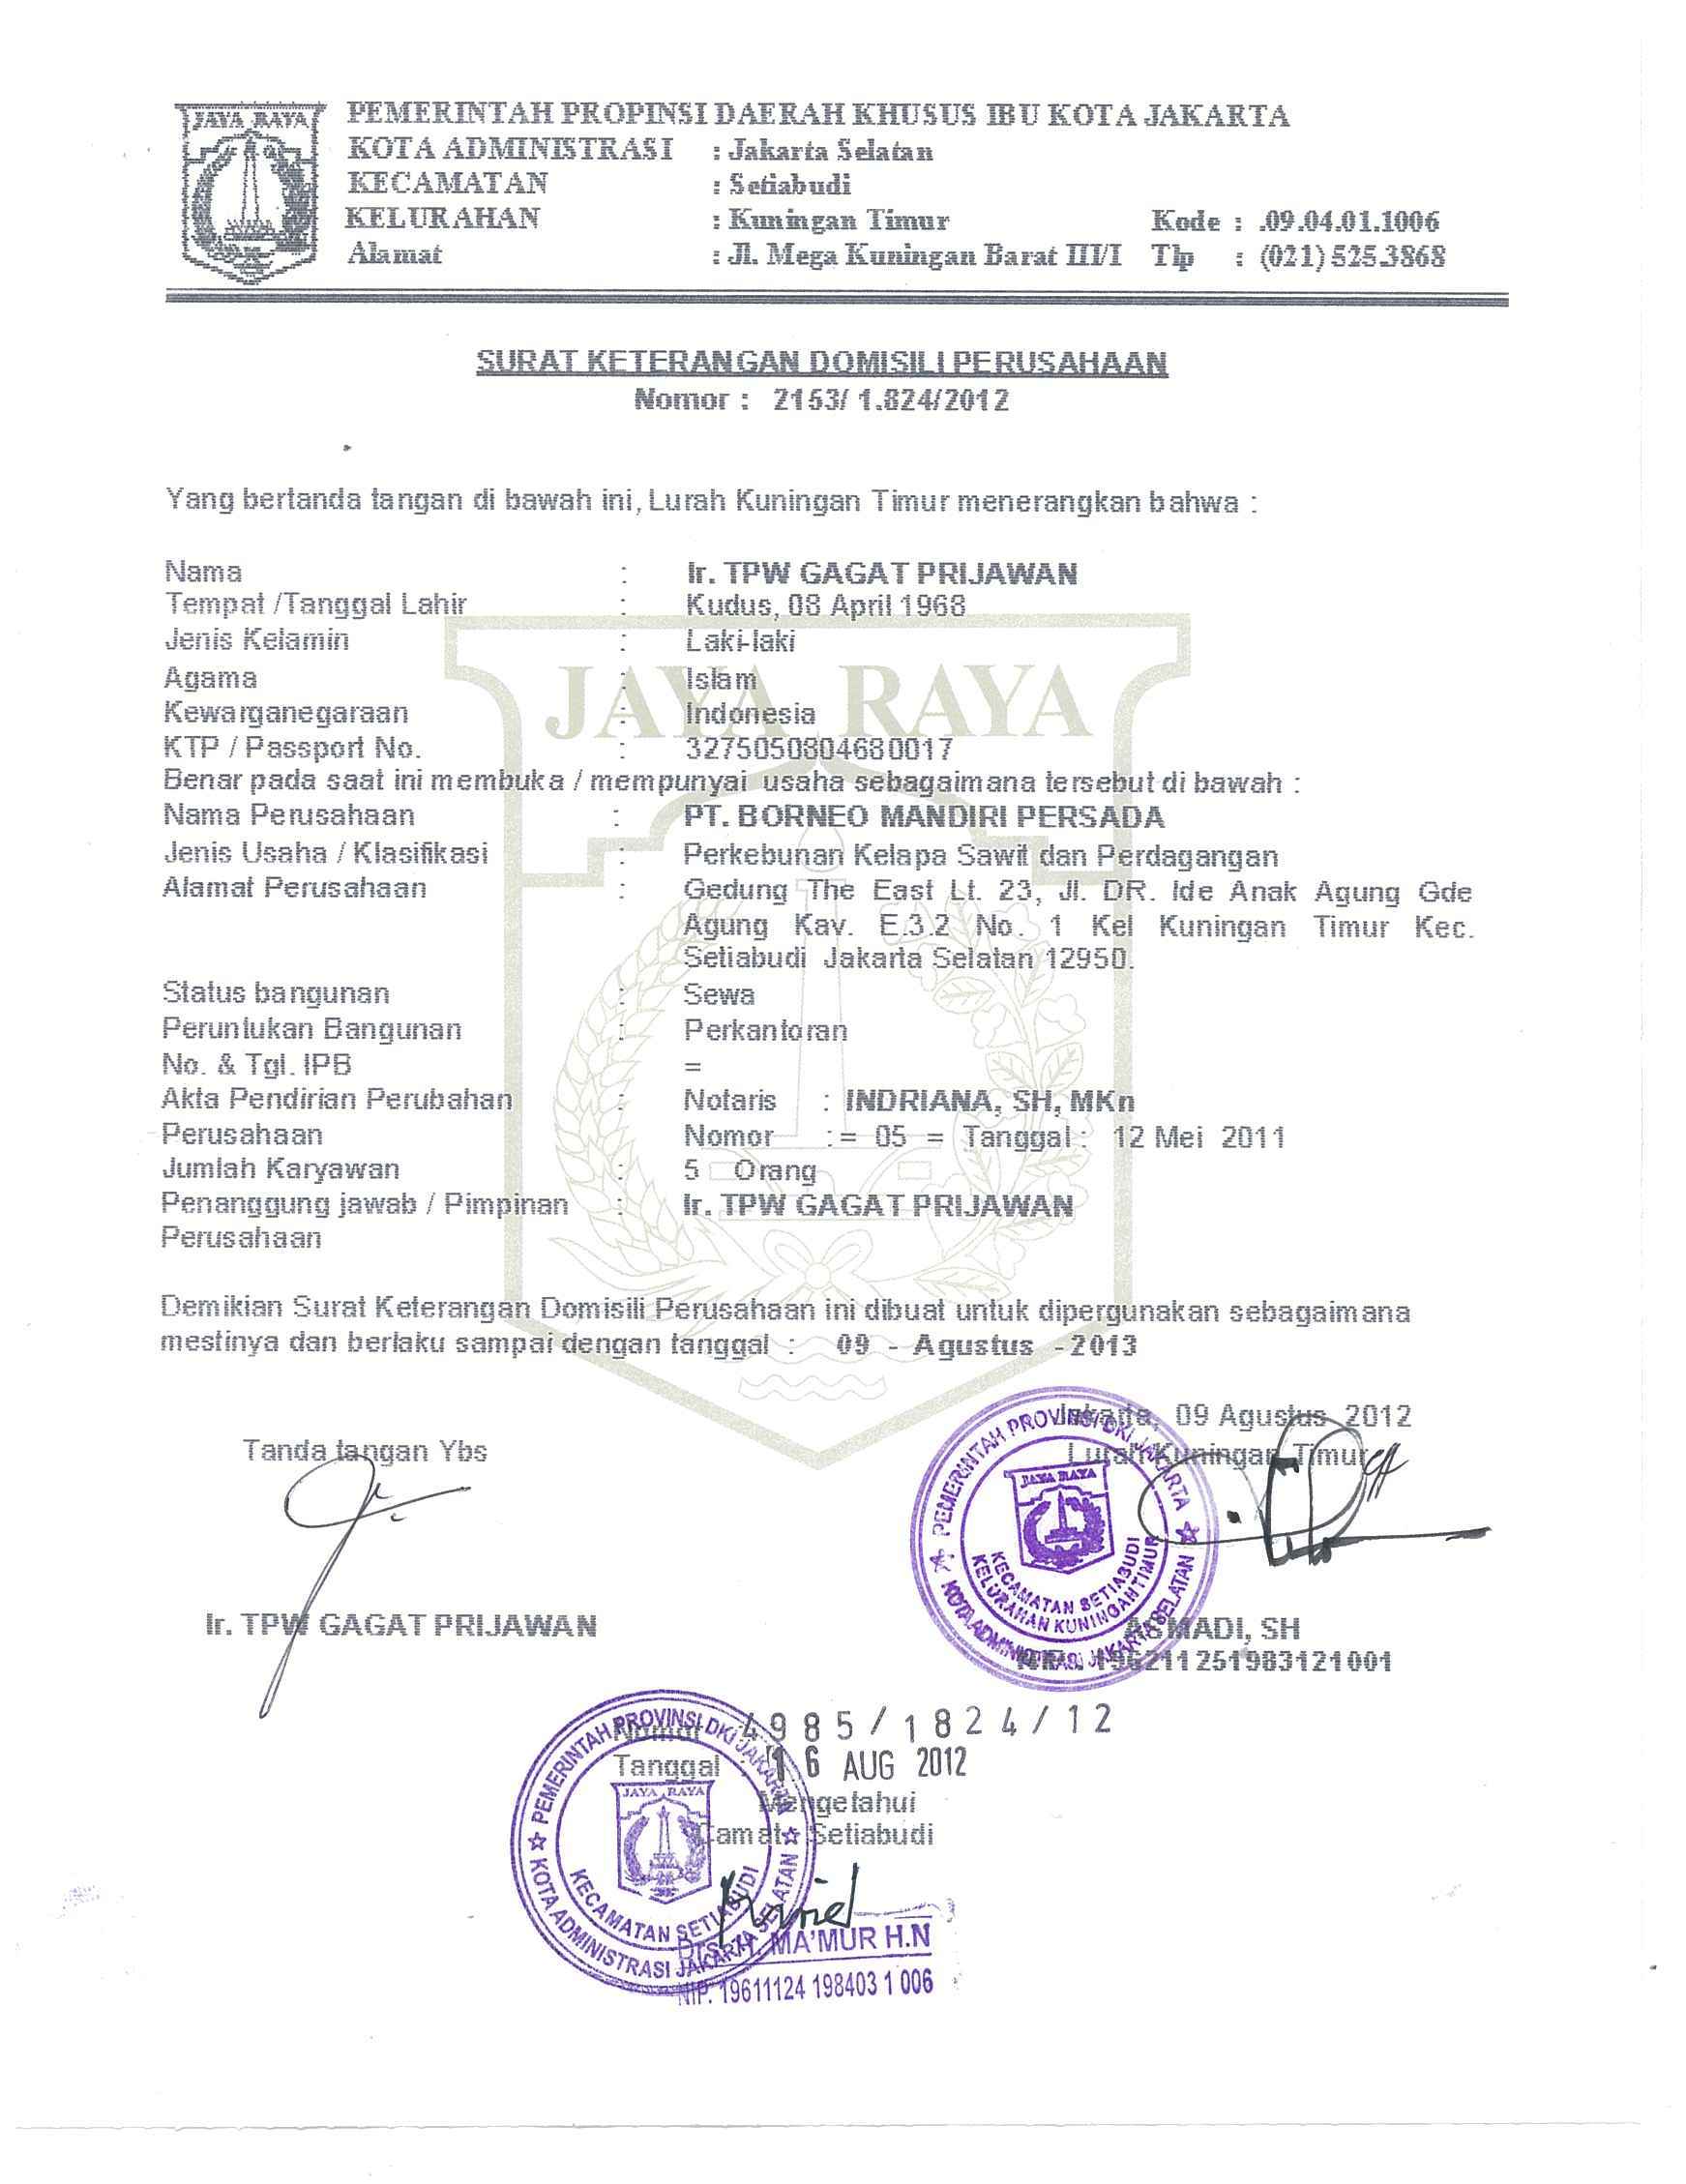 JAYA RAYA
PEMERINTAH PROPINSI DAERAH KHUSUS IBU KOTA JAKARTA
KOTA ADMINISTRASI : Jakarta Selatan
KECAMATAN : Setiabudi
KELURAHAN : Kuningan Timur Kode : .09.04.01.1006
Alamat : Jl. Mega Kuningan Barat III/I Tlp : (021) 525.3868
SURAT KETERANGAN DOMISILI PERUSAHAAN
Nomor : 2153/ 1.824/2012
Yang bertanda tangan di bawah ini, Lurah Kuningan Timur menerangkan bahwa :
Nama : Ir. TPW GAGAT PRIJAWAN
Tempat /Tanggal Lahir : Kudus, 08 April 1968
Jenis Kelamin : Laki-laki
JAYA RAYA
Agama : Islam
Kewarganegaraan : Indonesia
KTP / Passport No. : 3275050804680017
Benar pada saat ini membuka / mempunyai usaha sebagaimana tersebut di bawah :
Nama Perusahaan : PT. BORNEO MANDIRI PERSADA
Jenis Usaha / Klasifikasi : Perkebunan Kelapa Sawit dan Perdagangan
Alamat Perusahaan : Gedung The East Lt. 23, Jl. DR. Ide Anak Agung Gde
Agung Kav. E.3.2 No. 1 Kel Kuningan Timur Kec.
Setiabudi Jakarta Selatan 12950.
Status bangunan : Sewa
Peruntukan Bangunan : Perkantoran
No. & Tgl. IPB =
Akta Pendirian Perubahan : Notaris : INDRIANA, SH, MKn
Perusahaan Nomor := 05 = Tanggal : 12 Mei 2011
Jumlah Karyawan : 5 Orang
Penanggung jawab / Pimpinan : Ir. TPW GAGAT PRIJAWAN
Perusahaan
Demikian Surat Keterangan Domisili Perusahaan ini dibuat untuk dipergunakan sebagaimana
mestinya dan berlaku sampai dengan tanggal : 09 - Agustus - 2013
Jakarta, 09 Agustus 2012
Tanda tangan Ybs Lurah Kuningan Timur
PEMERINTAH PROVINSI DKI JAKARTA
JAYA RAYA
KECAMATAN SETIABUDI
KELURAHAN KUNINGAN TIMUR
KOTA ADMINISTRASI JAKARTA SELATAN
Ir. TPW GAGAT PRIJAWAN ASMADI, SH
NIP. 196211251983121001
Nomor 4985/1824/12
Tanggal : 16 AUG 2012
Mengetahui
Camat Setiabudi
PEMERINTAH PROVINSI DKI JAKARTA
JAYA RAYA
KECAMATAN SETIABUDI
KOTA ADMINISTRASI JAKARTA SELATAN
MA'MUR H.N
NIP. 19611124 198403 1 006